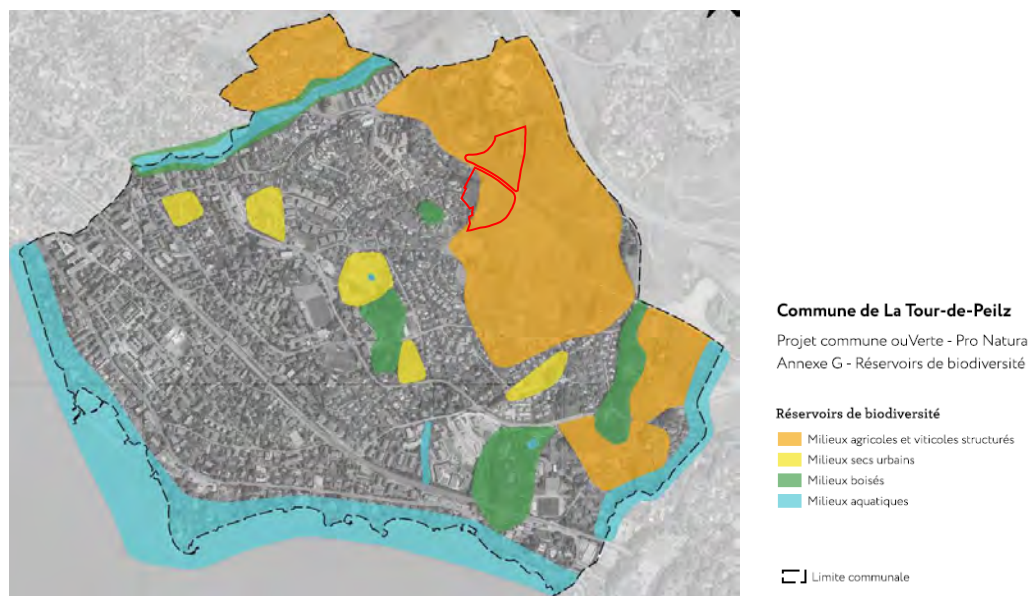 Commune de La Tour-de-Peilz
Projet commune ouVerte - Pro Natura
Annexe G - Réservoirs de biodiversité
Réservoirs de biodiversité
Milieux agricoles et viticoles structurés
Milieux secs urbains
Milieux boisés
Milieux aquatiques
Limite communale